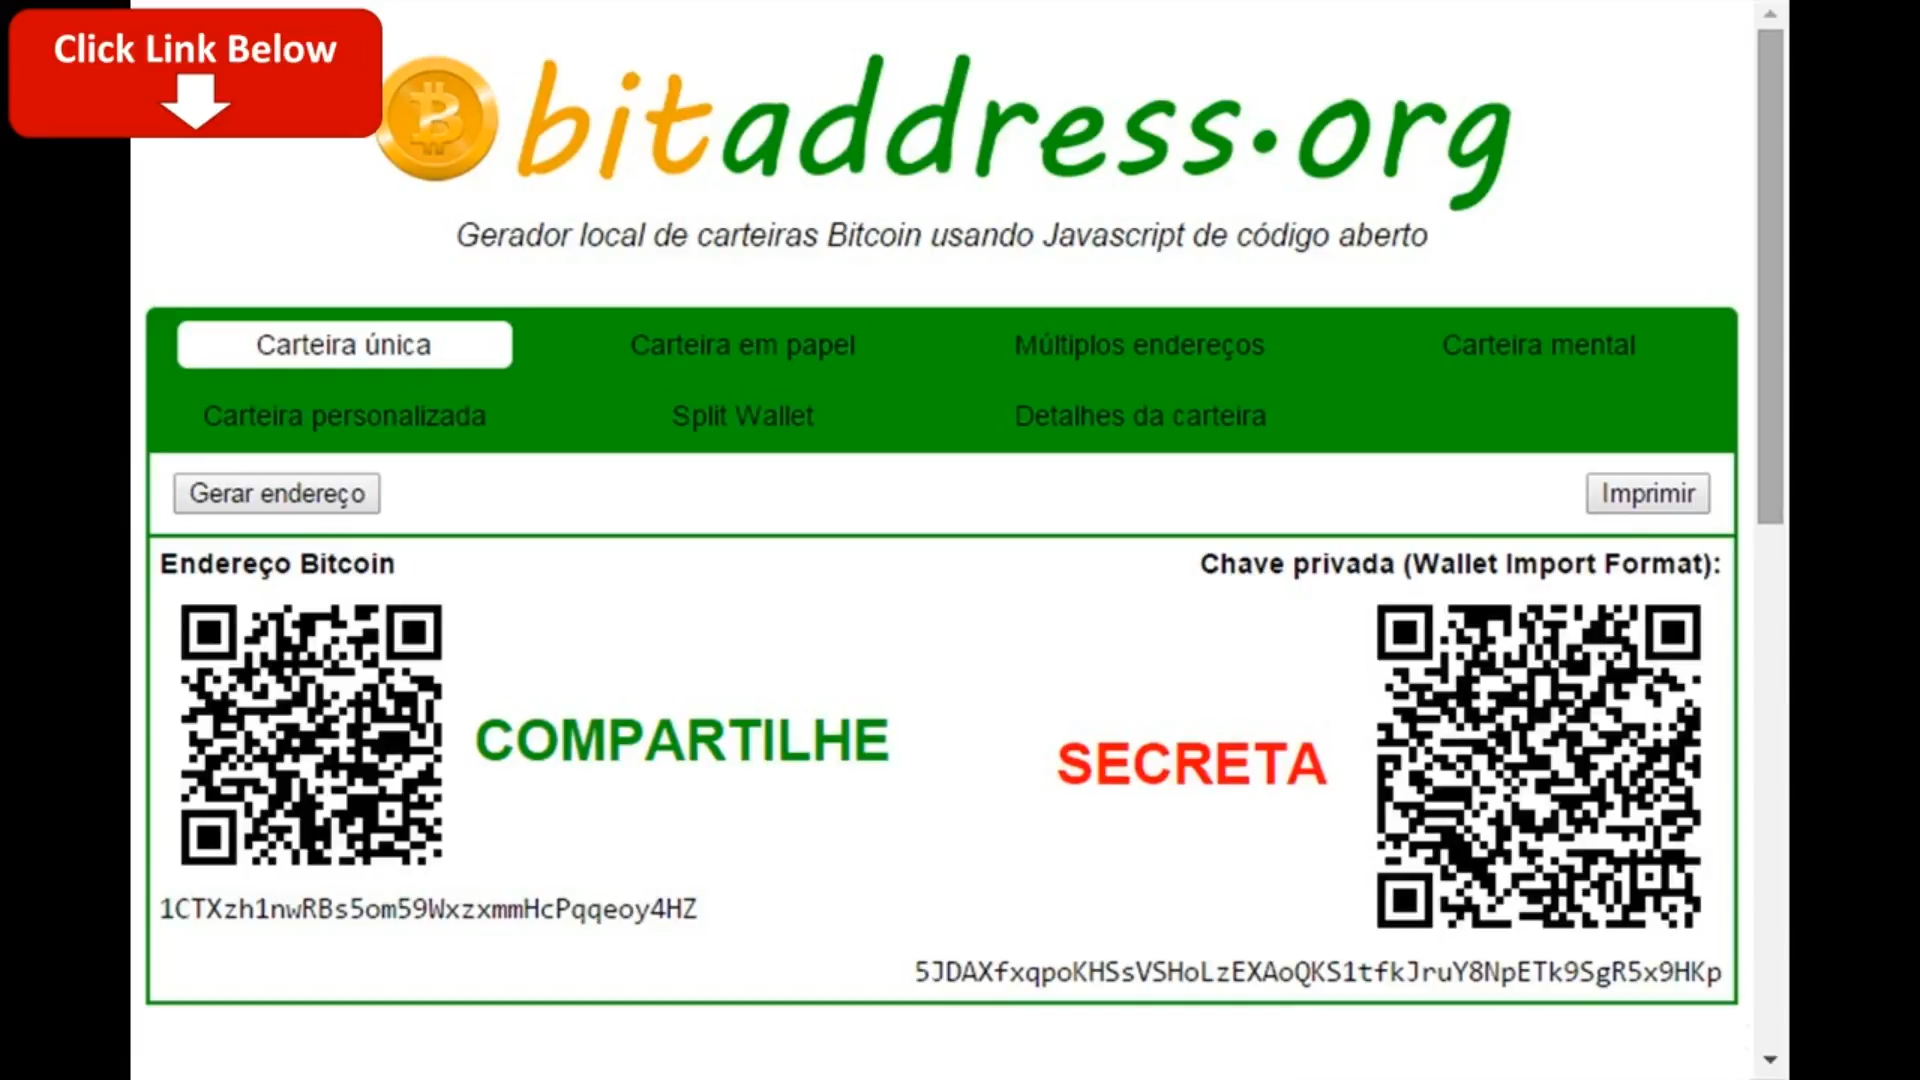 Click Link Below
bitaddress.org
Gerador local de carteiras Bitcoin usando Javascript de código aberto
Carteira única Carteira em papel Múltiplos endereços Carteira mental
Carteira personalizada Split Wallet Detalhes da carteira
Gerar endereço Imprimir
Endereço Bitcoin Chave privada (Wallet Import Format):
COMPARTILHE
SECRETA
1CTXzh1nwRBs5om59WxzxmmHcPqqeoy4HZ
5JDAXfxqpoKHSsVSHoLzEXAoQKS1tfkJruY8NpETk9SgR5x9HKp